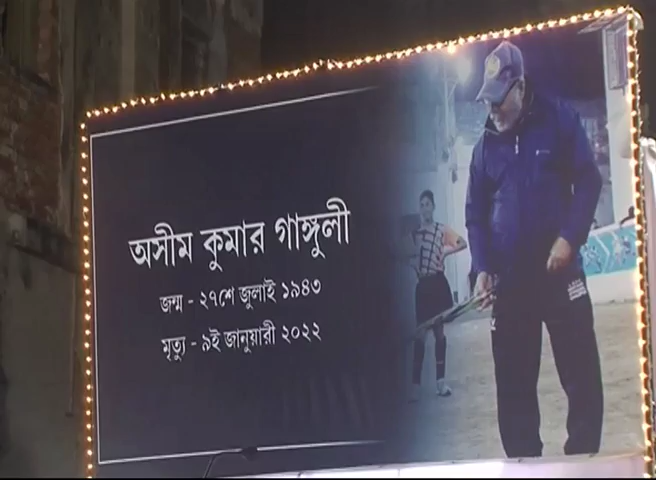 অসীম কুমার গাঙ্গুলী
জন্ম - ২৭শে জুলাই ১৯৪৩
মৃত্যু - ৯ই জানুয়ারী ২০২২